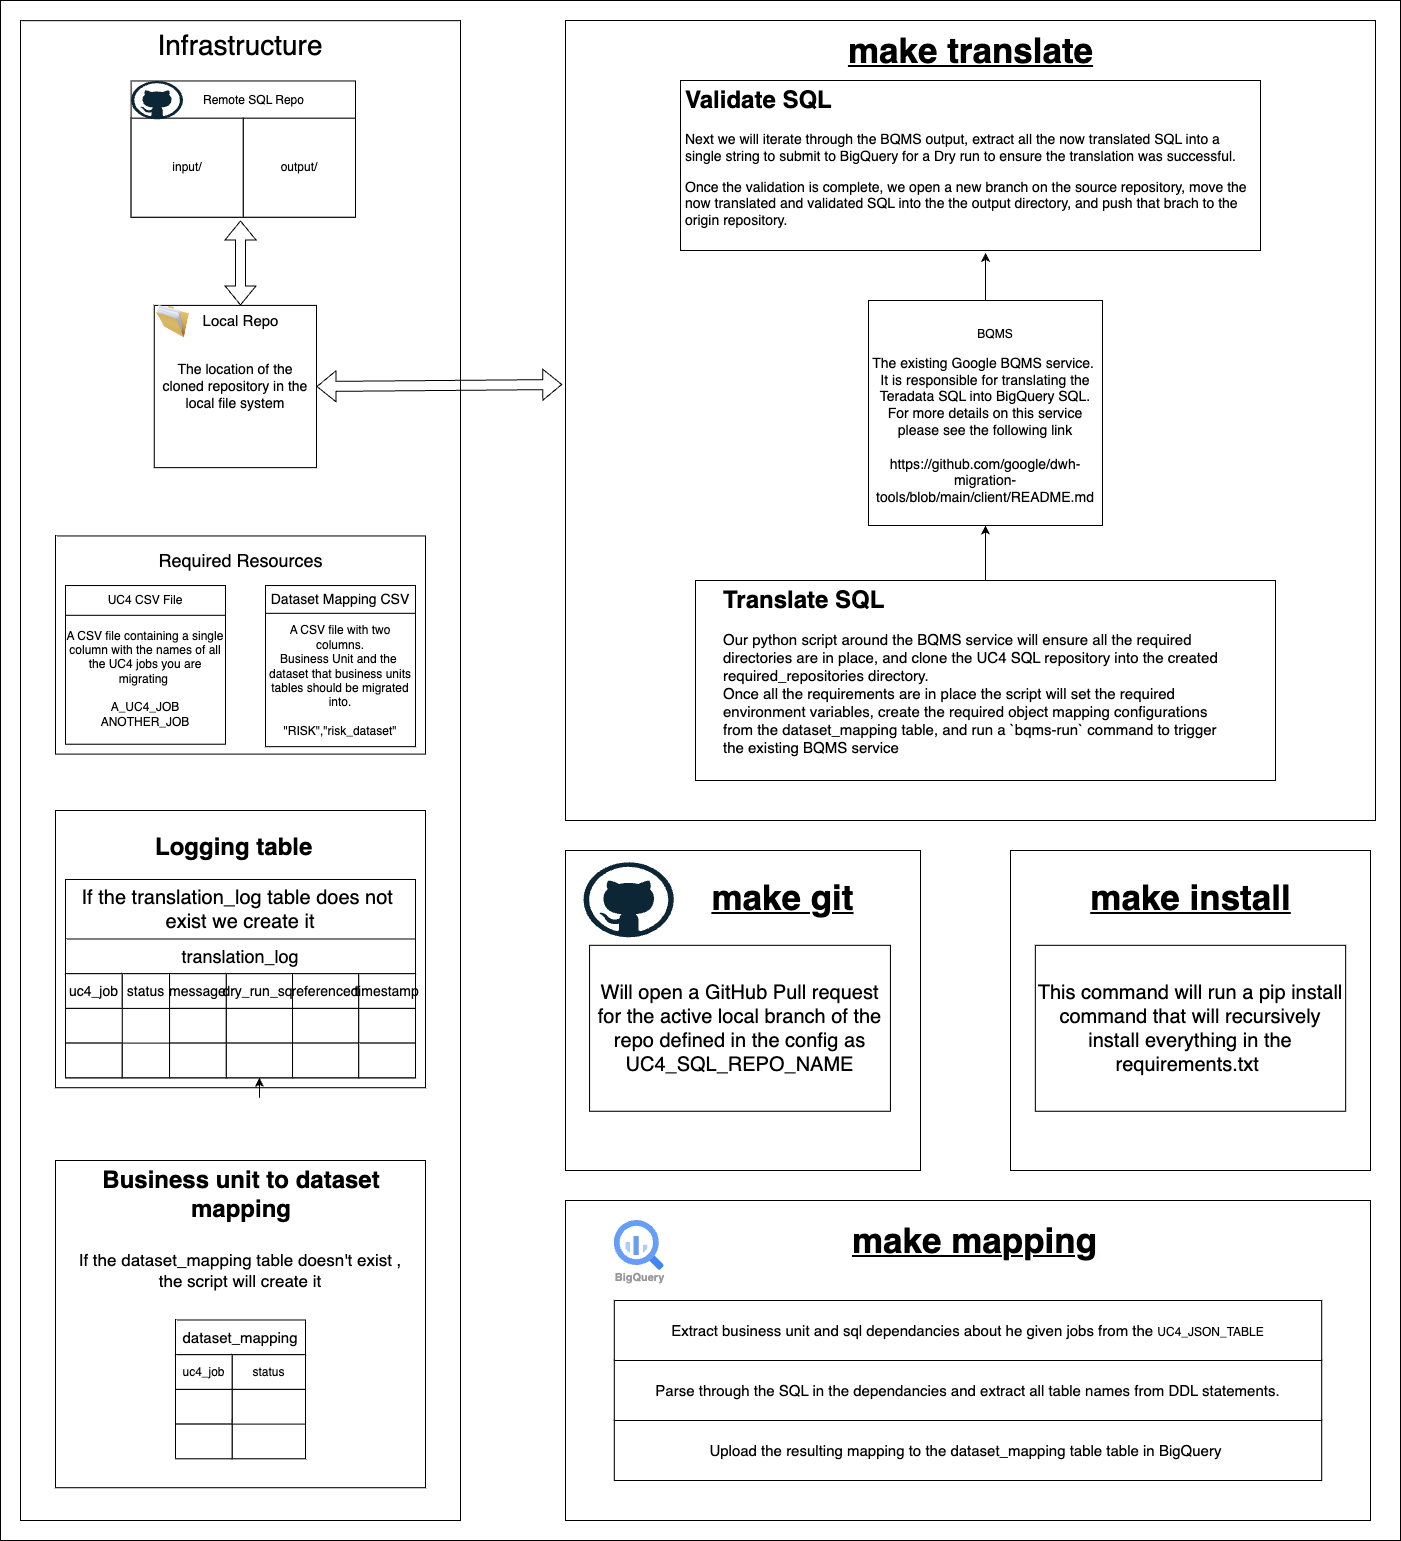 Infrastructure
Remote SQL Repo
input/
output/
Local Repo
The location of the
cloned repository in the
local file system
Required Resources
UC4 CSV File
A CSV file containing a single
column with the names of all
the UC4 jobs you are
migrating
A_UC4_JOB
ANOTHER_JOB
Dataset Mapping CSV
A CSV file with two
columns.
Business Unit and the
dataset that business units
tables should be migrated
into.
"RISK","risk_dataset"
Logging table
If the translation_log table does not
exist we create it
translation_log
uc4_job
status
message
dry_run_sql
referenced
timestamp
Business unit to dataset
mapping
If the dataset_mapping table doesn't exist ,
the script will create it
dataset_mapping
uc4_job
status
make translate
Validate SQL
Next we will iterate through the BQMS output, extract all the now translated SQL into a
single string to submit to BigQuery for a Dry run to ensure the translation was successful.
Once the validation is complete, we open a new branch on the source repository, move the
now translated and validated SQL into the the output directory, and push that brach to the
origin repository.
BQMS
The existing Google BQMS service.
It is responsible for translating the
Teradata SQL into BigQuery SQL.
For more details on this service
please see the following link
https://github.com/google/dwh-
migration-
tools/blob/main/client/README.md
Translate SQL
Our python script around the BQMS service will ensure all the required
directories are in place, and clone the UC4 SQL repository into the created
required_repositories directory.
Once all the requirements are in place the script will set the required
environment variables, create the required object mapping configurations
from the dataset_mapping table, and run a `bqms-run` command to trigger
the existing BQMS service
make git
Will open a GitHub Pull request
for the active local branch of the
repo defined in the config as
UC4_SQL_REPO_NAME
make install
This command will run a pip install
command that will recursively
install everything in the
requirements.txt
BigQuery
make mapping
Extract business unit and sql dependancies about he given jobs from the UC4_JSON_TABLE
Parse through the SQL in the dependancies and extract all table names from DDL statements.
Upload the resulting mapping to the dataset_mapping table table in BigQuery